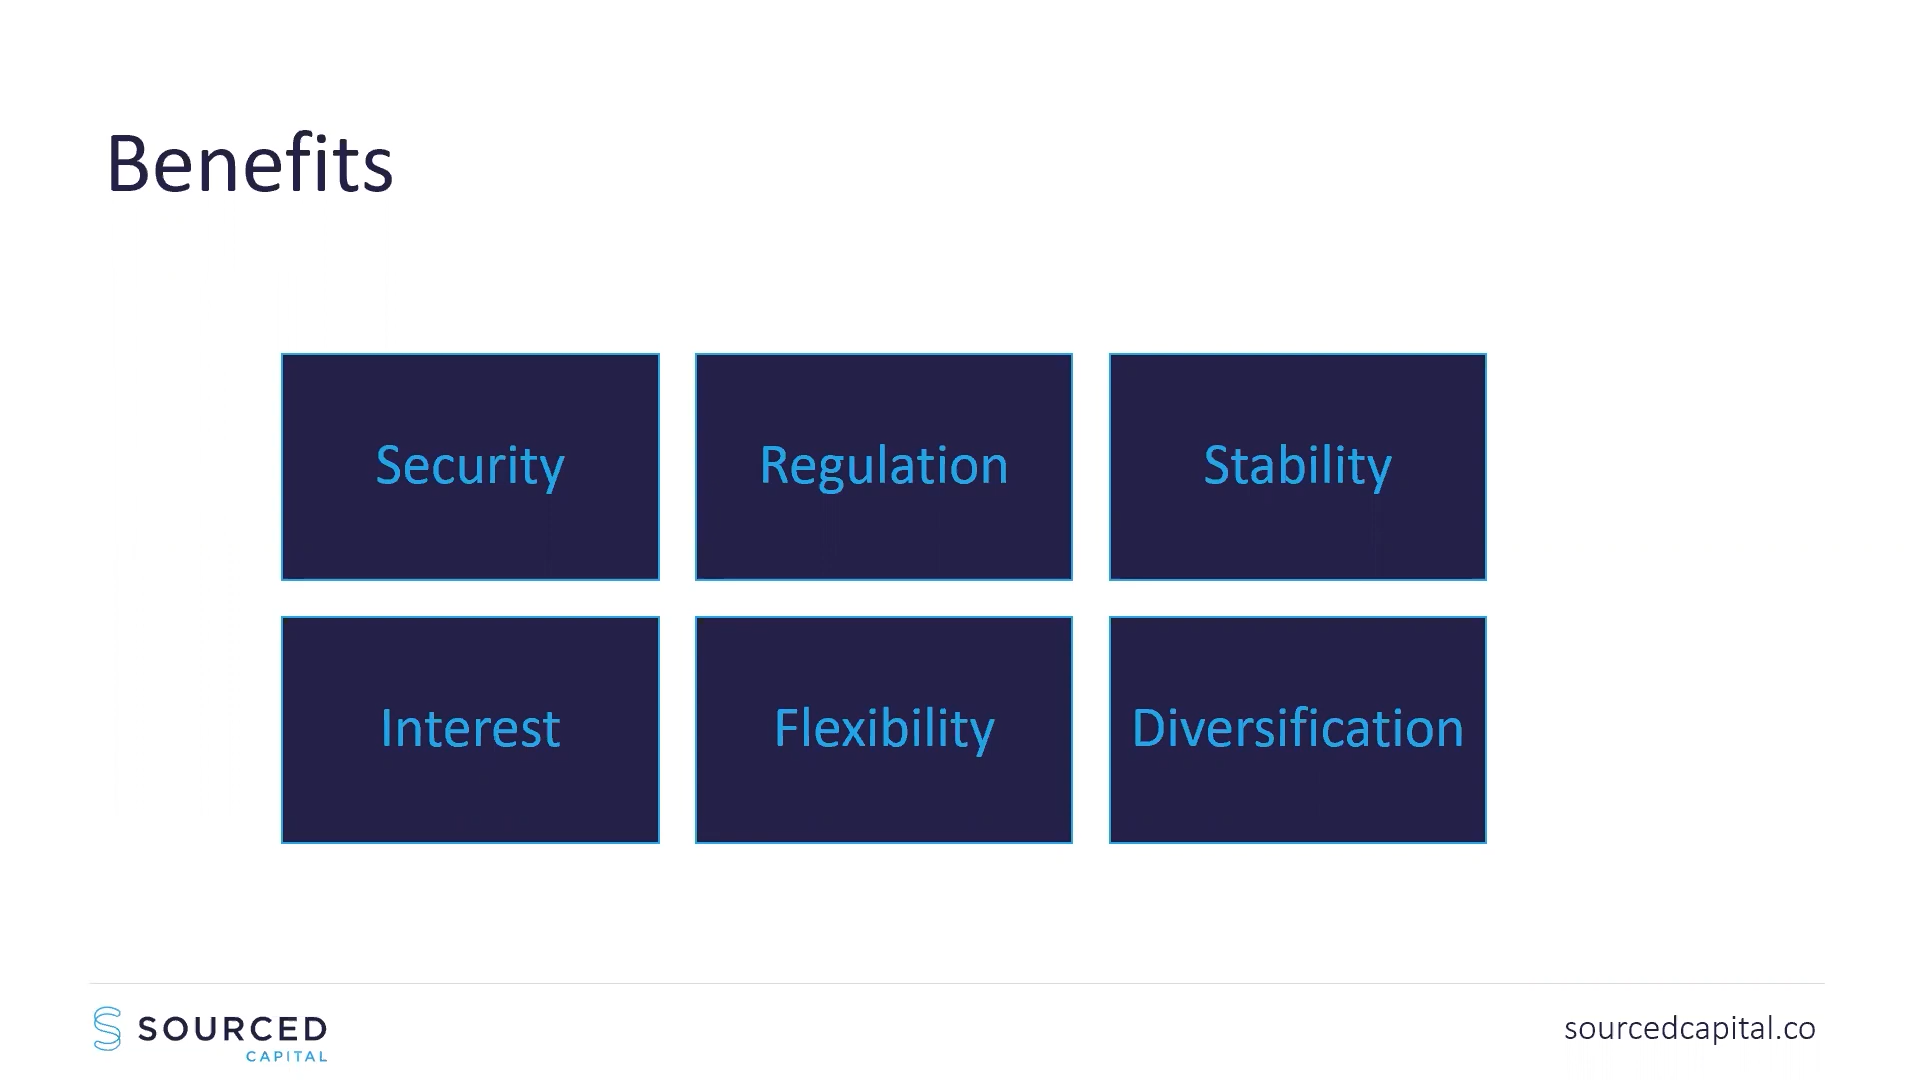 Benefits
Security
Regulation
Stability
Interest
Flexibility
Diversification
SOURCED
CAPITAL
sourcedcapital.co